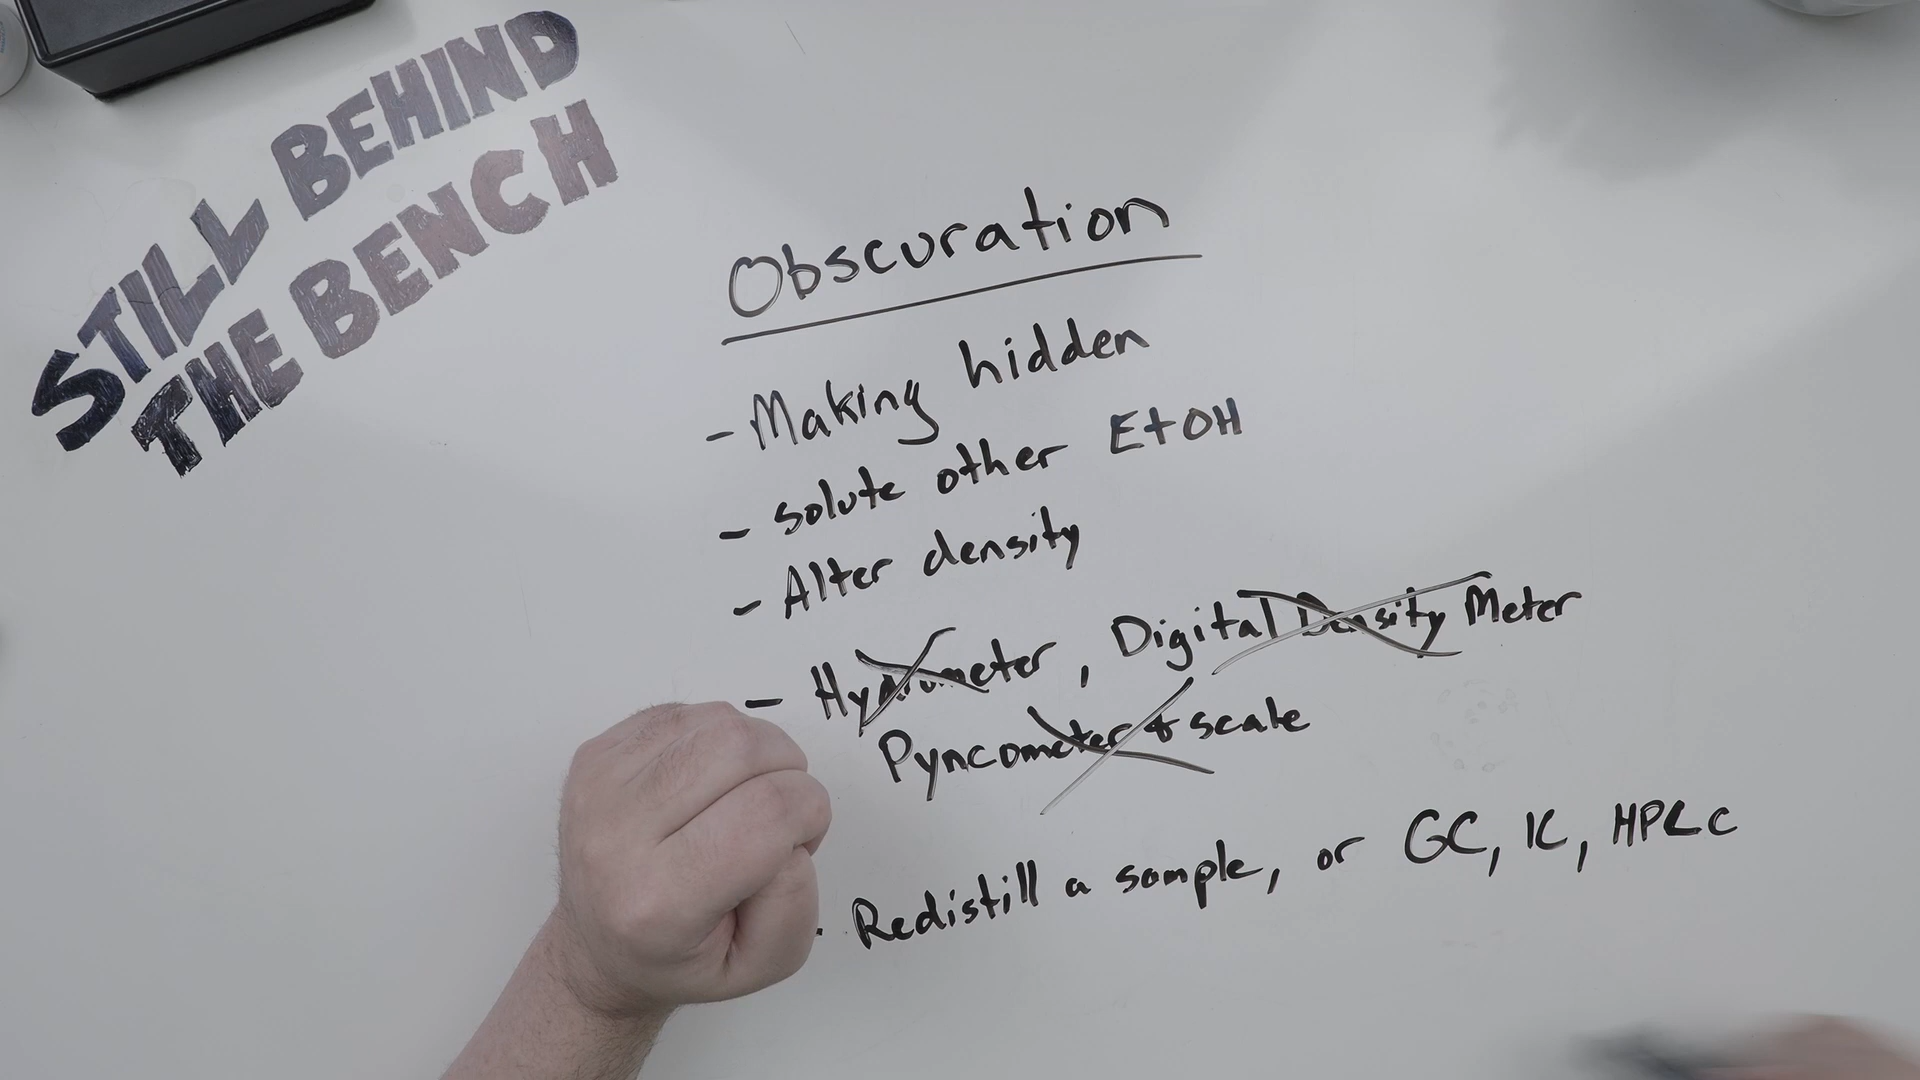 STILL BEHIND
THE BENCH
Obscuration
- Making hidden
- solute other EtOH
- Alter density
- Hydrometer, Digital Density Meter
Pyncometer & scale
- Redistill a sample, or GC, IC, HPLC